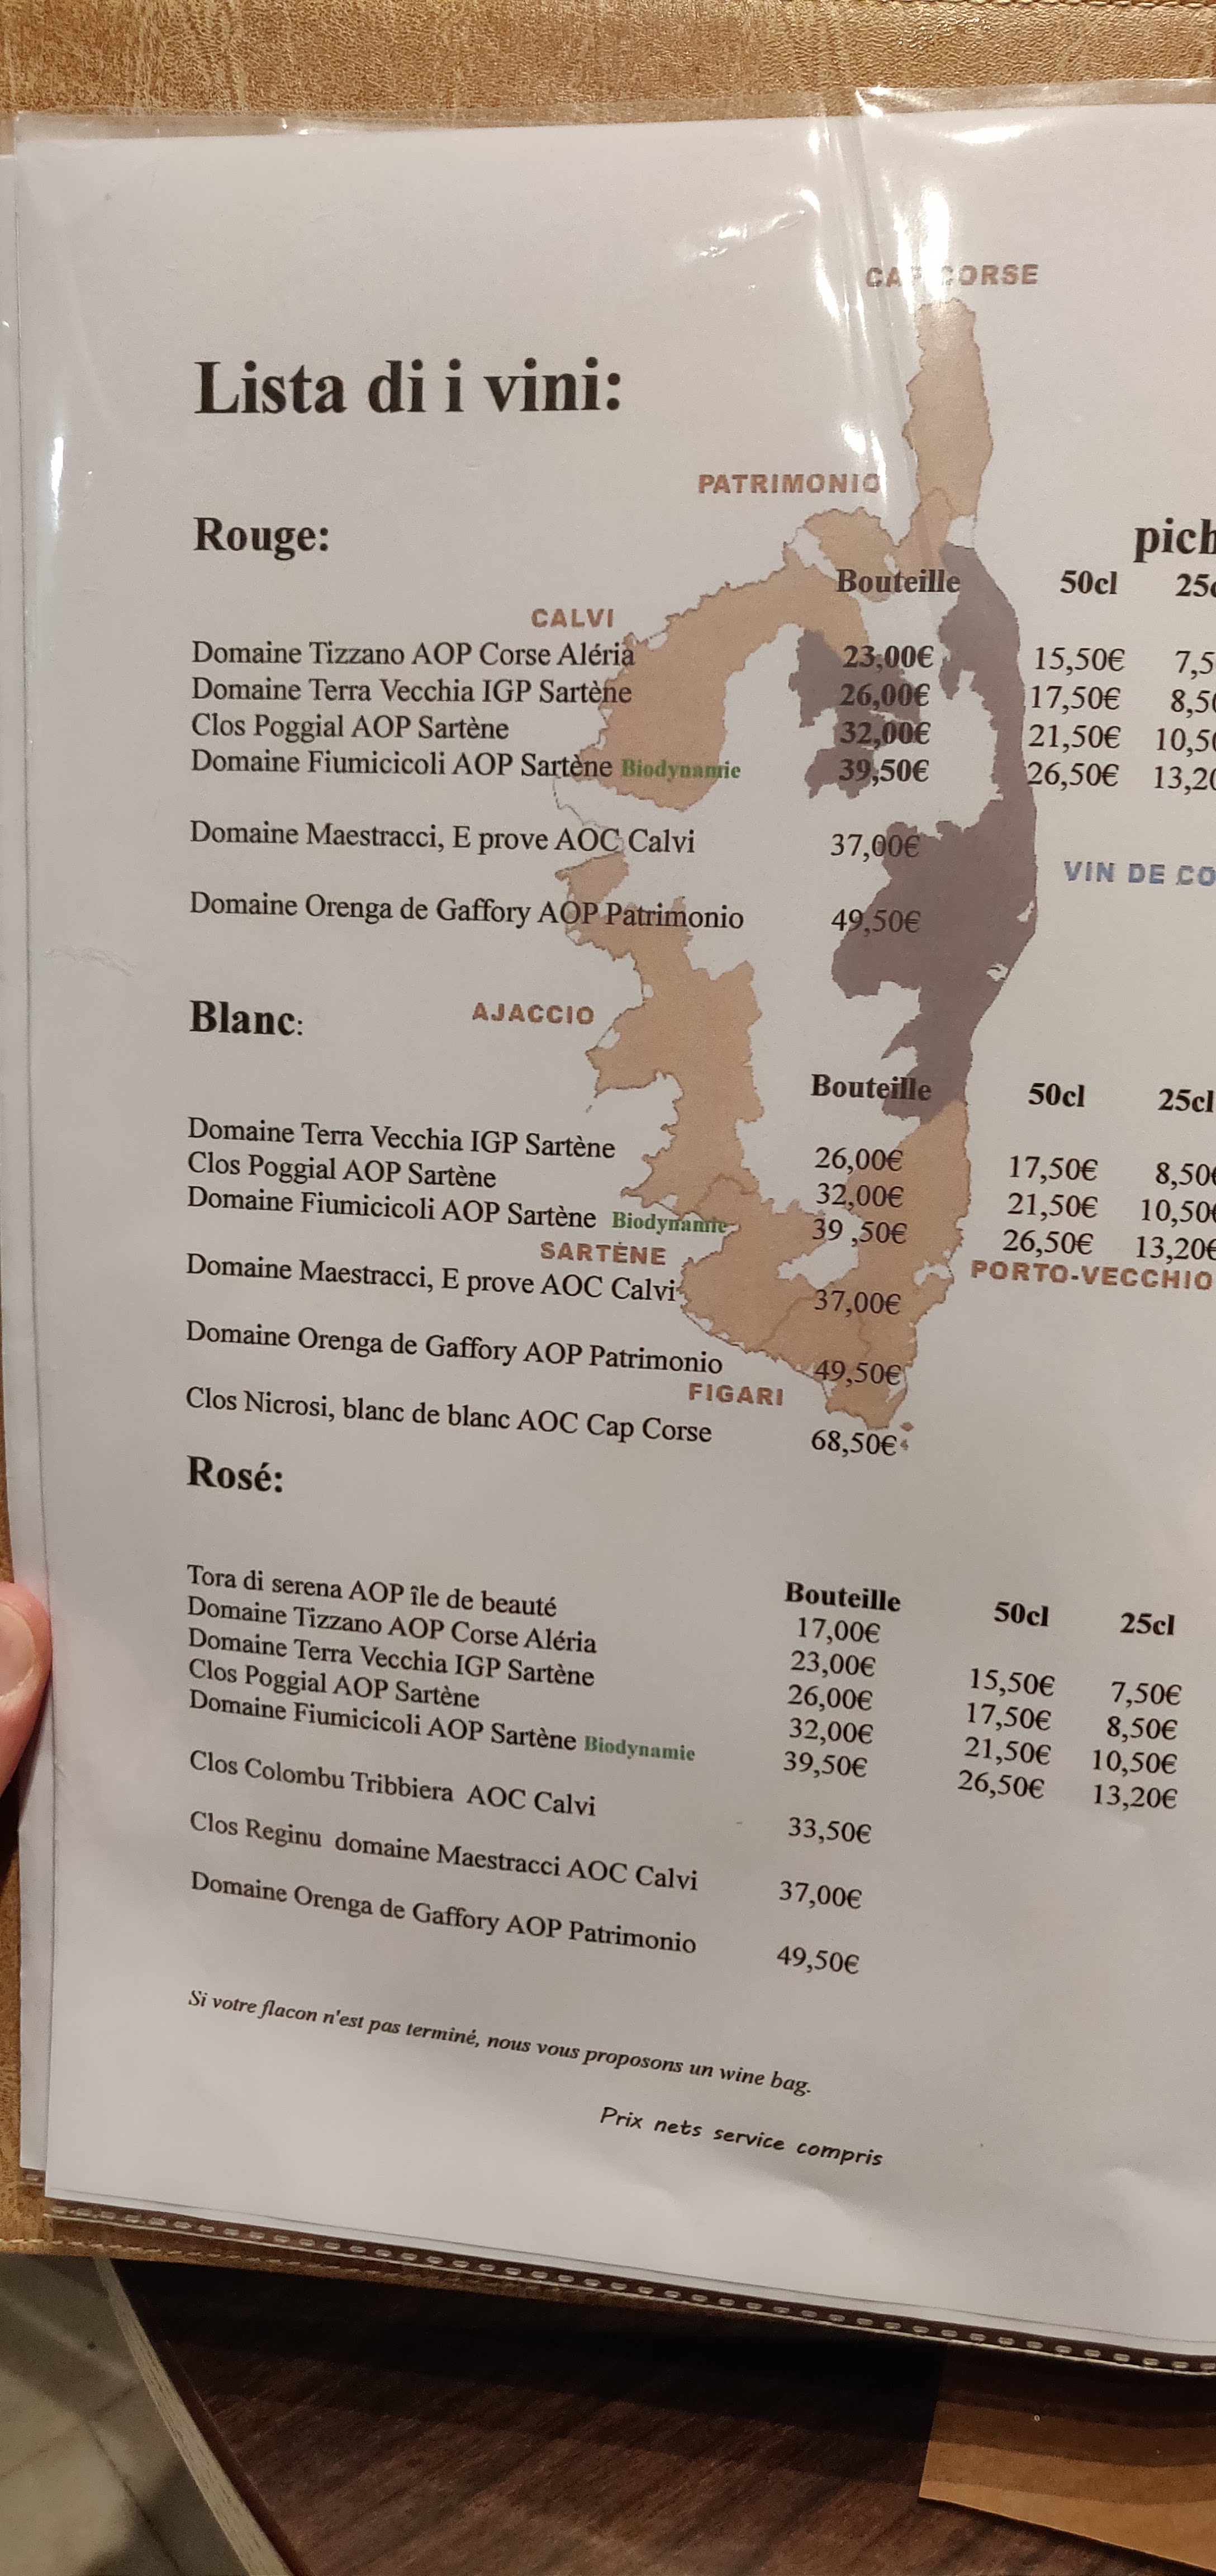 CAP CORSE
Lista di i vini:
PATRIMONIO
Rouge:
Bouteille 50cl
CALVI
Domaine Tizzano AOP Corse Aléria 23,00€ 15,50€
Domaine Terra Vecchia IGP Sartène 26,00€ 17,50€
Clos Poggial AOP Sartène 32,00€ 21,50€
Domaine Fiumicicoli AOP Sartène Biodynamie 39,50€ 26,50€
Domaine Maestracci, E prove AOC Calvi 37,00€
VIN DE
Domaine Orenga de Gaffory AOP Patrimonio 49,50€
AJACCIO
Blanc:
Bouteille 50cl 25cl
Domaine Terra Vecchia IGP Sartène 26,00€ 17,50€ 8,50€
Clos Poggial AOP Sartène 32,00€ 21,50€ 10,50€
Domaine Fiumicicoli AOP Sartène Biodynamie 39 ,50€ 26,50€ 13,20€
SARTÈNE
PORTO-VECCHIO
Domaine Maestracci, E prove AOC Calvi 37,00€
Domaine Orenga de Gaffory AOP Patrimonio 49,50€
FIGARI
Clos Nicrosi, blanc de blanc AOC Cap Corse 68,50€
Rosé:
Bouteille 50cl 25cl
Tora di serena AOP île de beauté 17,00€
Domaine Tizzano AOP Corse Aléria 23,00€ 15,50€ 7,50€
Domaine Terra Vecchia IGP Sartène 26,00€ 17,50€ 8,50€
Clos Poggial AOP Sartène 32,00€ 21,50€ 10,50€
Domaine Fiumicicoli AOP Sartène Biodynamie 39,50€ 26,50€ 13,20€
Clos Colombu Tribbiera AOC Calvi 33,50€
Clos Reginu domaine Maestracci AOC Calvi 37,00€
Domaine Orenga de Gaffory AOP Patrimonio 49,50€
Si votre flacon n'est pas terminé, nous vous proposons un wine bag.
Prix nets service compris